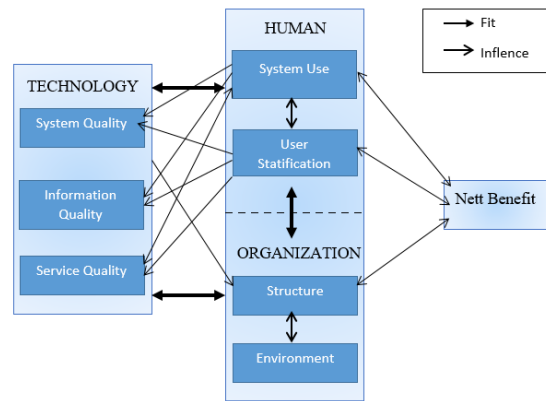 HUMAN
Fit
Inflence
TECHNOLOGY
System Use
System Quality
User
Statification
Information
Quality
Nett Benefit
ORGANIZATION
Service Quality
Structure
Environment